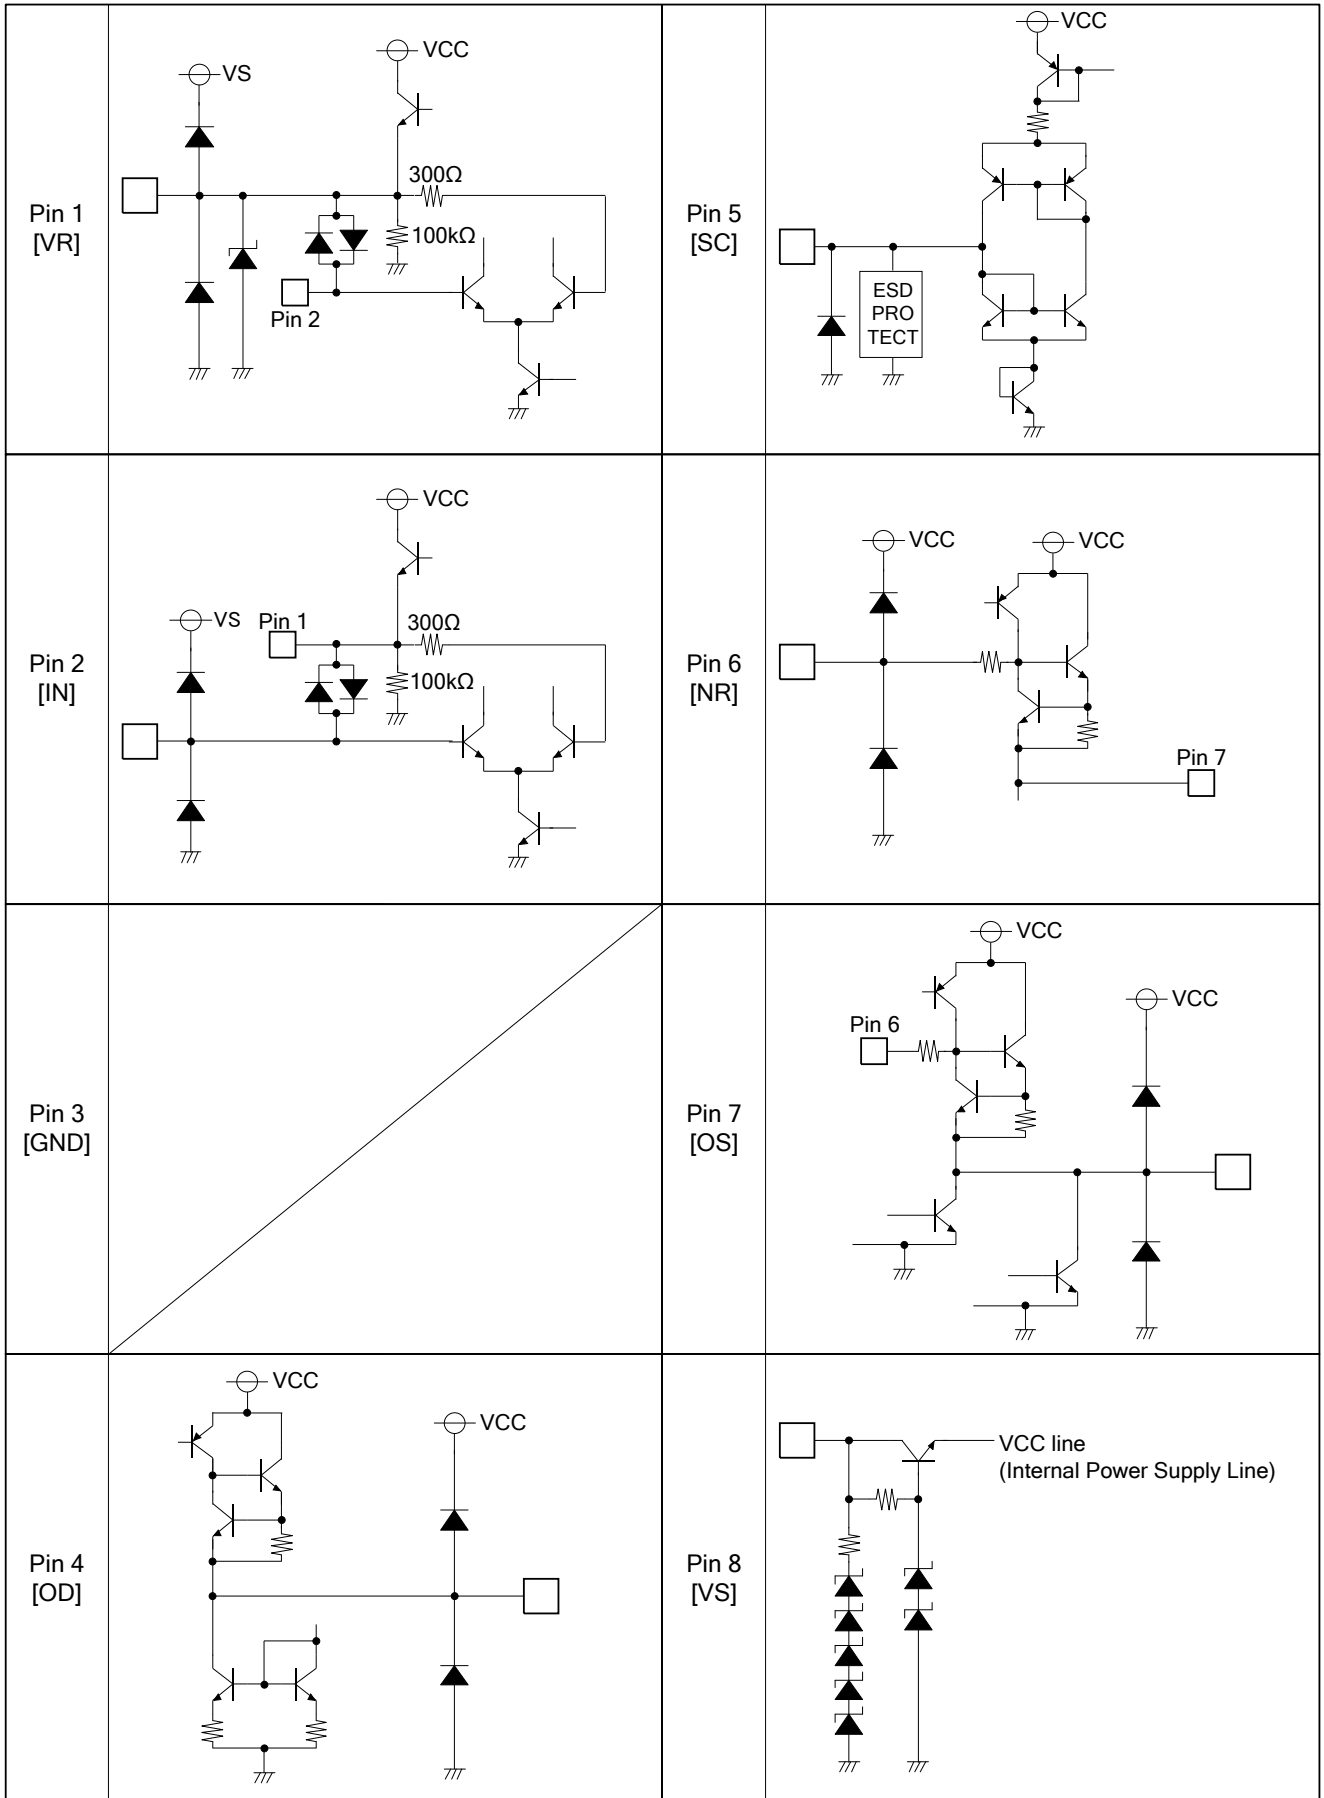 Pin 1
[VR]
VS
VCC
300Ω
100kΩ
Pin 2
Pin 5
[SC]
VCC
ESD
PRO
TECT
Pin 2
[IN]
VS
Pin 1
VCC
300Ω
100kΩ
Pin 6
[NR]
VCC
VCC
Pin 7
Pin 3
[GND]
Pin 7
[OS]
VCC
Pin 6
VCC
Pin 4
[OD]
VCC
VCC
Pin 8
[VS]
VCC line
(Internal Power Supply Line)